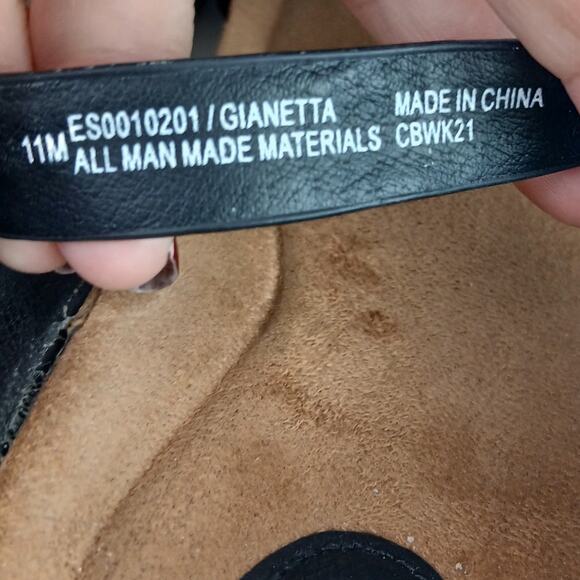 11M
ES0010201 / GIANETTA
ALL MAN MADE MATERIALS
MADE IN CHINA
CBWK21